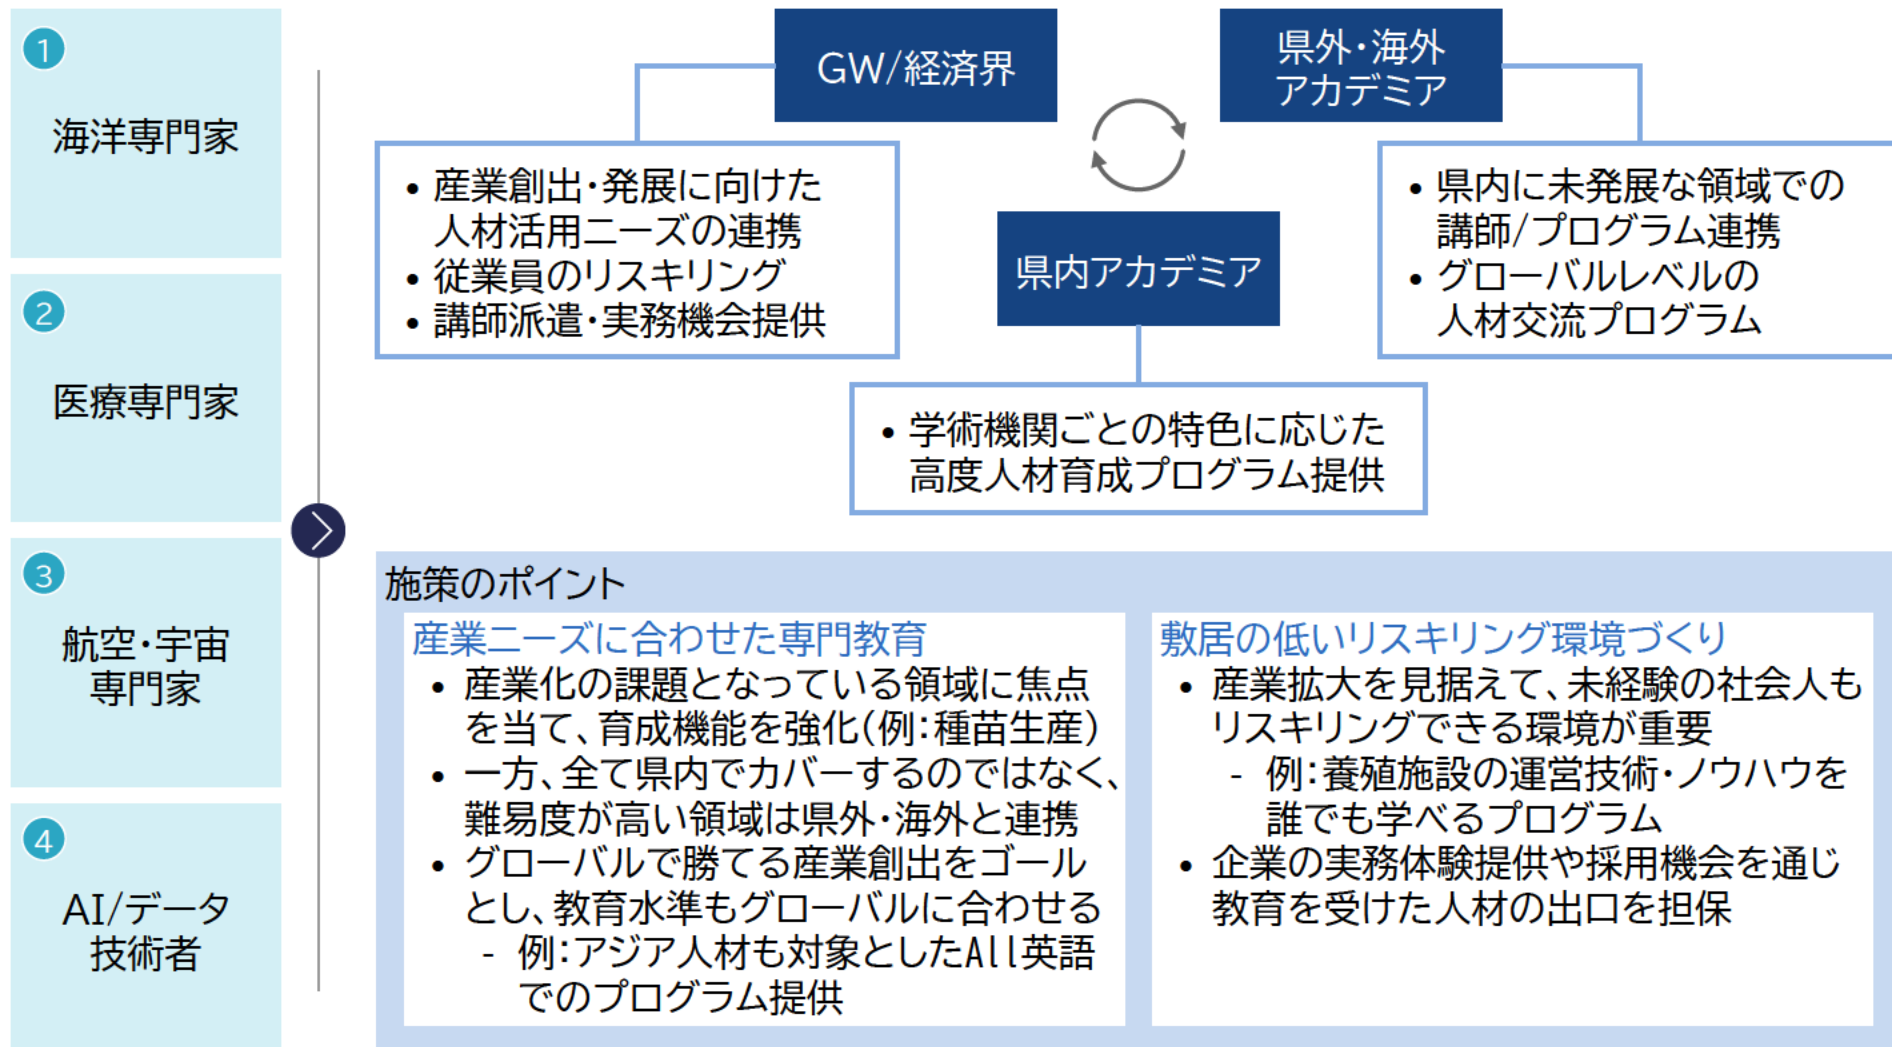 1
海洋専門家
2
医療専門家
3
航空・宇宙
専門家
4
AI/データ
技術者
GW/経済界
• 産業創出・発展に向けた
人材活用ニーズの連携
• 従業員のリスキリング
• 講師派遣・実務機会提供
県外・海外
アカデミア
• 県内に未発展な領域での
講師/プログラム連携
• グローバルレベルの
人材交流プログラム
県内アカデミア
• 学術機関ごとの特色に応じた
高度人材育成プログラム提供
施策のポイント
産業ニーズに合わせた専門教育
• 産業化の課題となっている領域に焦点
を当て、育成機能を強化(例：種苗生産)
• 一方、全て県内でカバーするのではなく、
難易度が高い領域は県外・海外と連携
• グローバルで勝てる産業創出をゴール
とし、教育水準もグローバルに合わせる
- 例：アジア人材も対象としたAll英語
でのプログラム提供
敷居の低いリスキリング環境づくり
• 産業拡大を見据えて、未経験の社会人も
リスキリングできる環境が重要
- 例：養殖施設の運営技術・ノウハウを
誰でも学べるプログラム
• 企業の実務体験提供や採用機会を通じ
教育を受けた人材の出口を担保